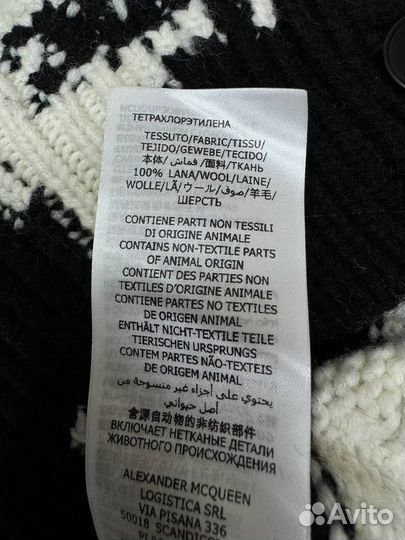 ТЕТРАХЛОРЭТИЛЕНА
TESSUTO/FABRIC/TISSU/
TEJIDO/GEWEBE/TECIDO/
本体/قماش/面料/ТКАНЬ
100% LANA/WOOL/LAINE/
WOLLE/LÃ/ウール/صوف/羊毛/
ШЕРСТЬ
CONTIENE PARTI NON TESSILI
DI ORIGINE ANIMALE
CONTAINS NON-TEXTILE PARTS
OF ANIMAL ORIGIN
CONTIENT DES PARTIES NON
TEXTILES D'ORIGINE ANIMALE
CONTIENE PARTES NO TEXTILES
DE ORIGEN ANIMAL
ENTHÄLT NICHT-TEXTILE TEILE
TIERISCHEN URSPRUNGS
CONTEM PARTES NÃO-TEXTEIS
DE ORIGEM ANIMAL
يحتوي على أجزاء غير منسوجة من
أصل حيواني
含源自动物的非纺织部件
ВКЛЮЧАЕТ НЕТКАНЫЕ ДЕТАЛИ
ЖИВОТНОГО ПРОИСХОЖДЕНИЯ
ALEXANDER MCQUEEN
LOGISTICA SRL
VIA PISANA 336
50018 SCANDICCI
Avito